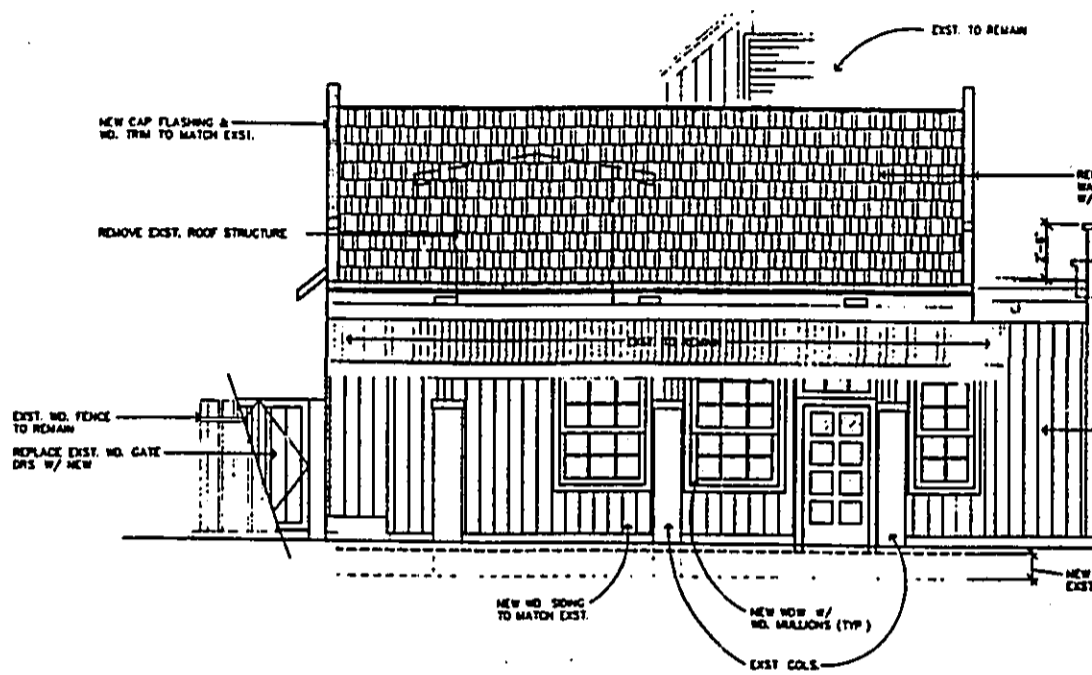 EXST. TO REMAIN
NEW CAP FLASHING &
WD. TRIM TO MATCH EXST.
REMOVE EXST. ROOF STRUCTURE
W/
2'-6"
EXST. TO REMAIN
EXST. WD. FENCE
TO REMAIN
REPLACE EXST. WD. GATE
DRS W/ NEW
NEW WD. SIDING
TO MATCH EXST.
NEW WDW W/
WD. MULLIONS (TYP.)
EXST COLS.
NEW
EXST